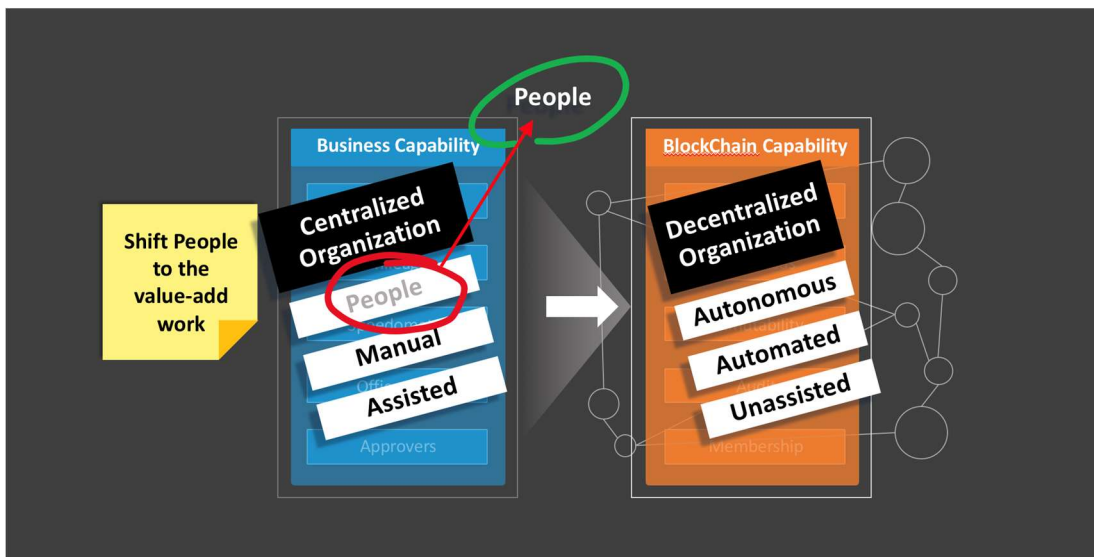 People
Business Capability
BlockChain Capability
Centralized
Organization
Decentralized
Organization
Shift People
to the
value-add
work
People
Manual
Assisted
Approvers
Autonomous
Automated
Unassisted
Membership